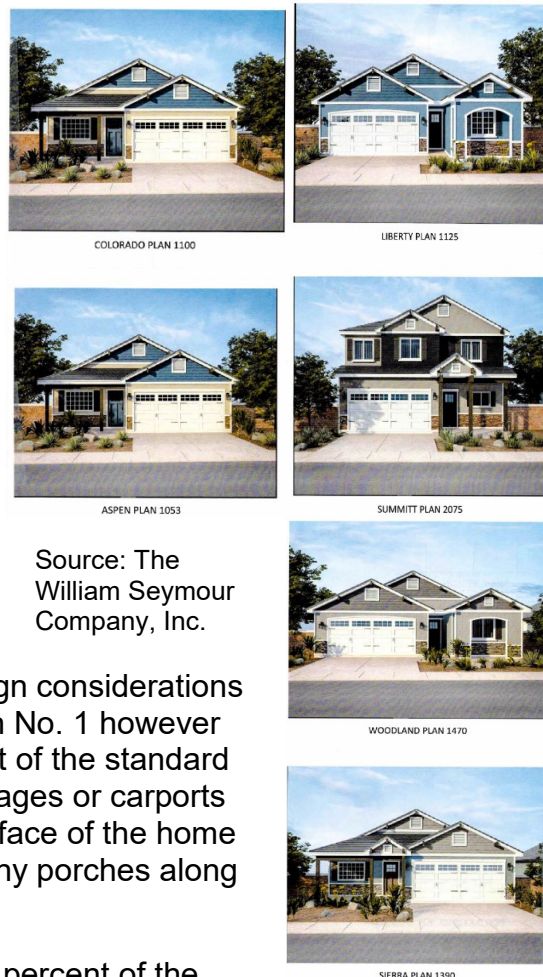 COLORADO PLAN 1100
LIBERTY PLAN 1125
ASPEN PLAN 1053
SUMMITT PLAN 2075
Source: The
William Seymour
Company, Inc.
WOODLAND PLAN 1470
ign considerations
n No. 1 however
t of the standard
ages or carports
face of the home
ny porches along
SIERRA PLAN 1390
percent of the